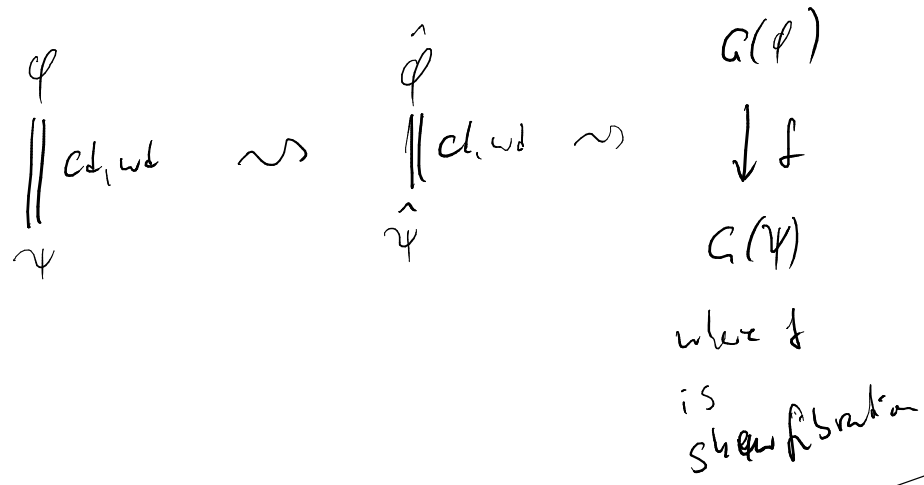 φ ‖ cd, wd ψ
⇝
φ̂ ‖ cd, wd ψ̂
⇝
G(φ)
↓ f
G(ψ)
where f
is
skew fibration